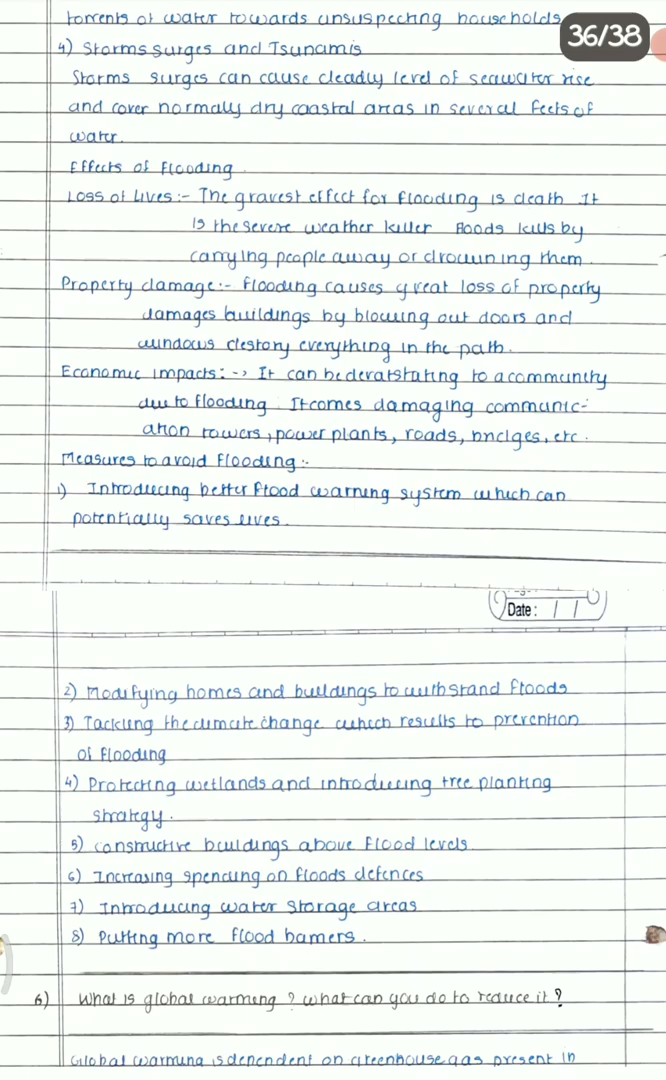 torrents of water towards unsuspecting households
36/38
4) Storms surges and Tsunamis
Storms surges can cause deadly level of seawater rise
and cover normally dry coastal areas in several feets of
water.
Effects of Flooding
Loss of lives :- The gravest effect for flooding is death It
is the severe weather killer floods kills by
carrying people away or drowning them.
Property damage :- flooding causes great loss of property
damages buildings by blowing out doors and
windows destory everything in the path.
Economic impacts : -> It can be devatstating to a community
due to flooding. It comes damaging communic-
ation towers, power plants, roads, bridges, etc.
Measures to avoid flooding :-
1) Introducing better flood warning system which can
potentially saves lives.
Date : / /
2) Modifying homes and buildings to withstand floods
3) Tackling the climate change which results to prevention
of flooding
4) Protecting wetlands and introducing tree planting
strategy.
5) constructive buildings above flood levels
6) Increasing spending on floods defences
7) Introducing water storage areas
8) Putting more flood barriers.
6) What is global warming ? what can you do to reduce it ?
Global warming is dependent on greenhouse gas present in